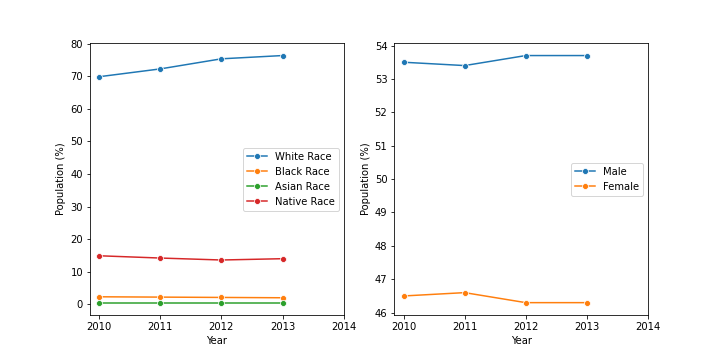 80
70
60
50
40
30
20
10
0
Population (%)
2010 2011 2012 2013 2014
Year
White Race
Black Race
Asian Race
Native Race
54
53
52
51
50
49
48
47
46
Population (%)
2010 2011 2012 2013 2014
Year
Male
Female